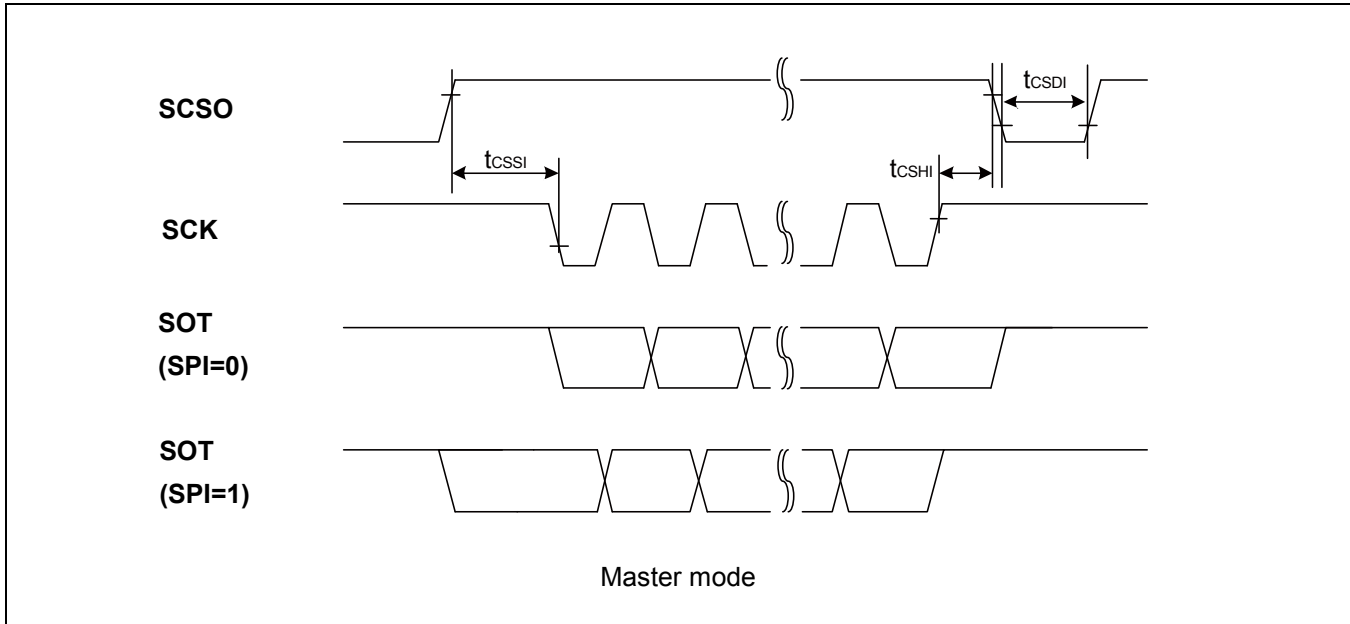 SCSO
tCSDI
tCSSI
tCSHI
SCK
SOT
(SPI=0)
SOT
(SPI=1)
Master mode